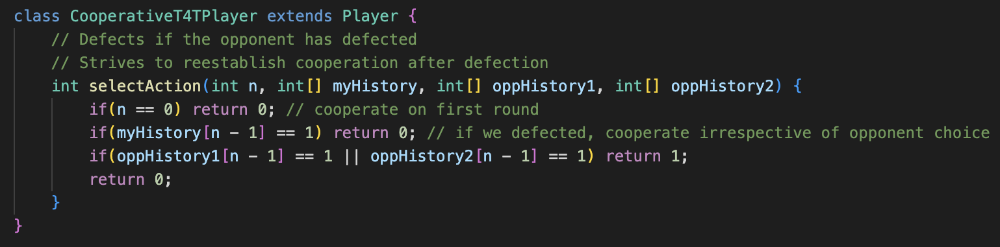 class CooperativeT4TPlayer extends Player {
    // Defects if the opponent has defected
    // Strives to reestablish cooperation after defection
    int selectAction(int n, int[] myHistory, int[] oppHistory1, int[] oppHistory2) {
        if(n == 0) return 0; // cooperate on first round
        if(myHistory[n - 1] == 1) return 0; // if we defected, cooperate irrespective of opponent choice
        if(oppHistory1[n - 1] == 1 || oppHistory2[n - 1] == 1) return 1;
        return 0;
    }
}